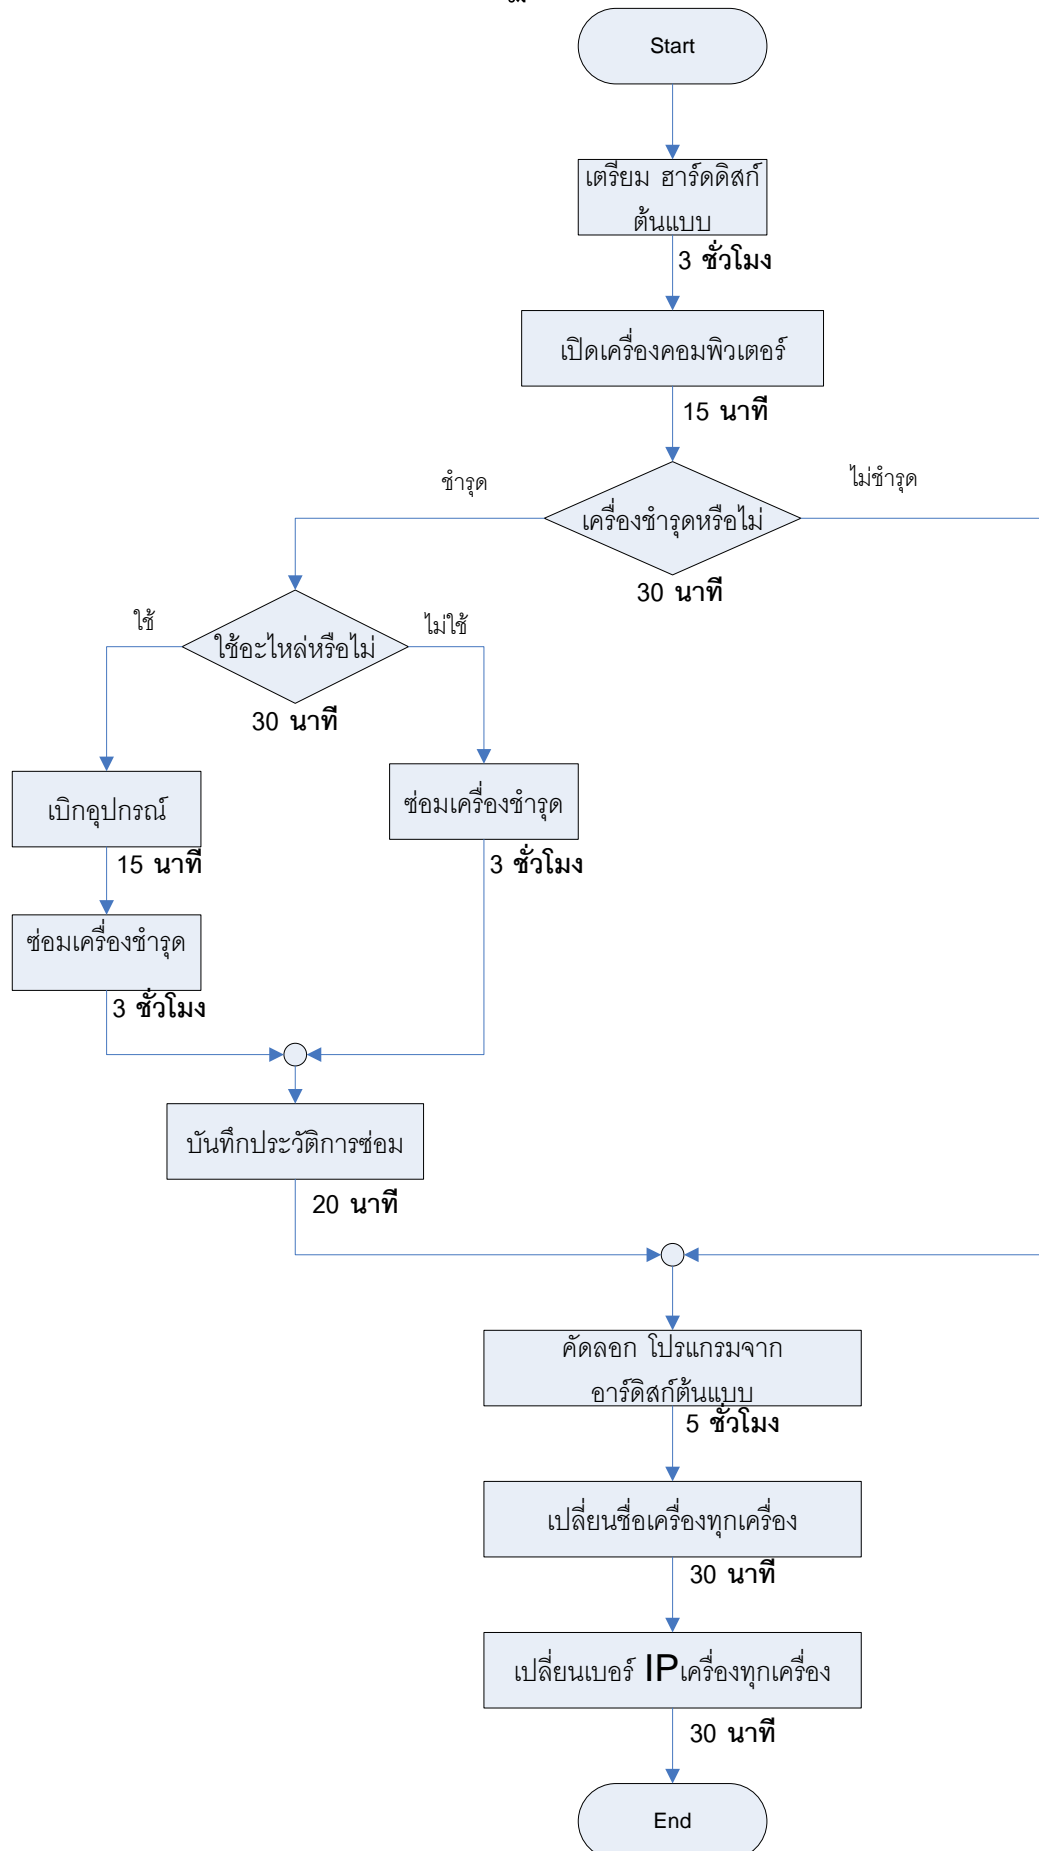 Start
เตรียม ฮาร์ดดิสก์
ต้นแบบ
3 ชั่วโมง
เปิดเครื่องคอมพิวเตอร์
15 นาที
ชำรุด
ไม่ชำรุด
เครื่องชำรุดหรือไม่
30 นาที
ใช้
ไม่ใช้
ใช้อะไหล่หรือไม่
30 นาที
เบิกอุปกรณ์
15 นาที
ซ่อมเครื่องชำรุด
3 ชั่วโมง
ซ่อมเครื่องชำรุด
3 ชั่วโมง
บันทึกประวัติการซ่อม
20 นาที
คัดลอก โปรแกรมจาก
อาร์ดิสก์ต้นแบบ
5 ชั่วโมง
เปลี่ยนชื่อเครื่องทุกเครื่อง
30 นาที
เปลี่ยนเบอร์ IPเครื่องทุกเครื่อง
30 นาที
End